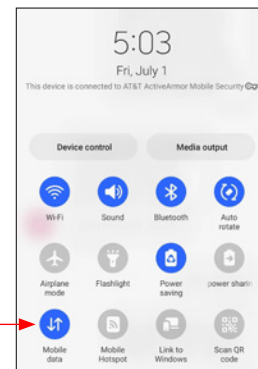 5:03
Fri, July 1
This device is connected to AT&T ActiveArmor Mobile Security
Device control Media output
Wi-Fi Sound Bluetooth Auto
rotate
Airplane
mode Flashlight Power
saving power sharin
Mobile
data Mobile
Hotspot Link to
Windows Scan QR
code